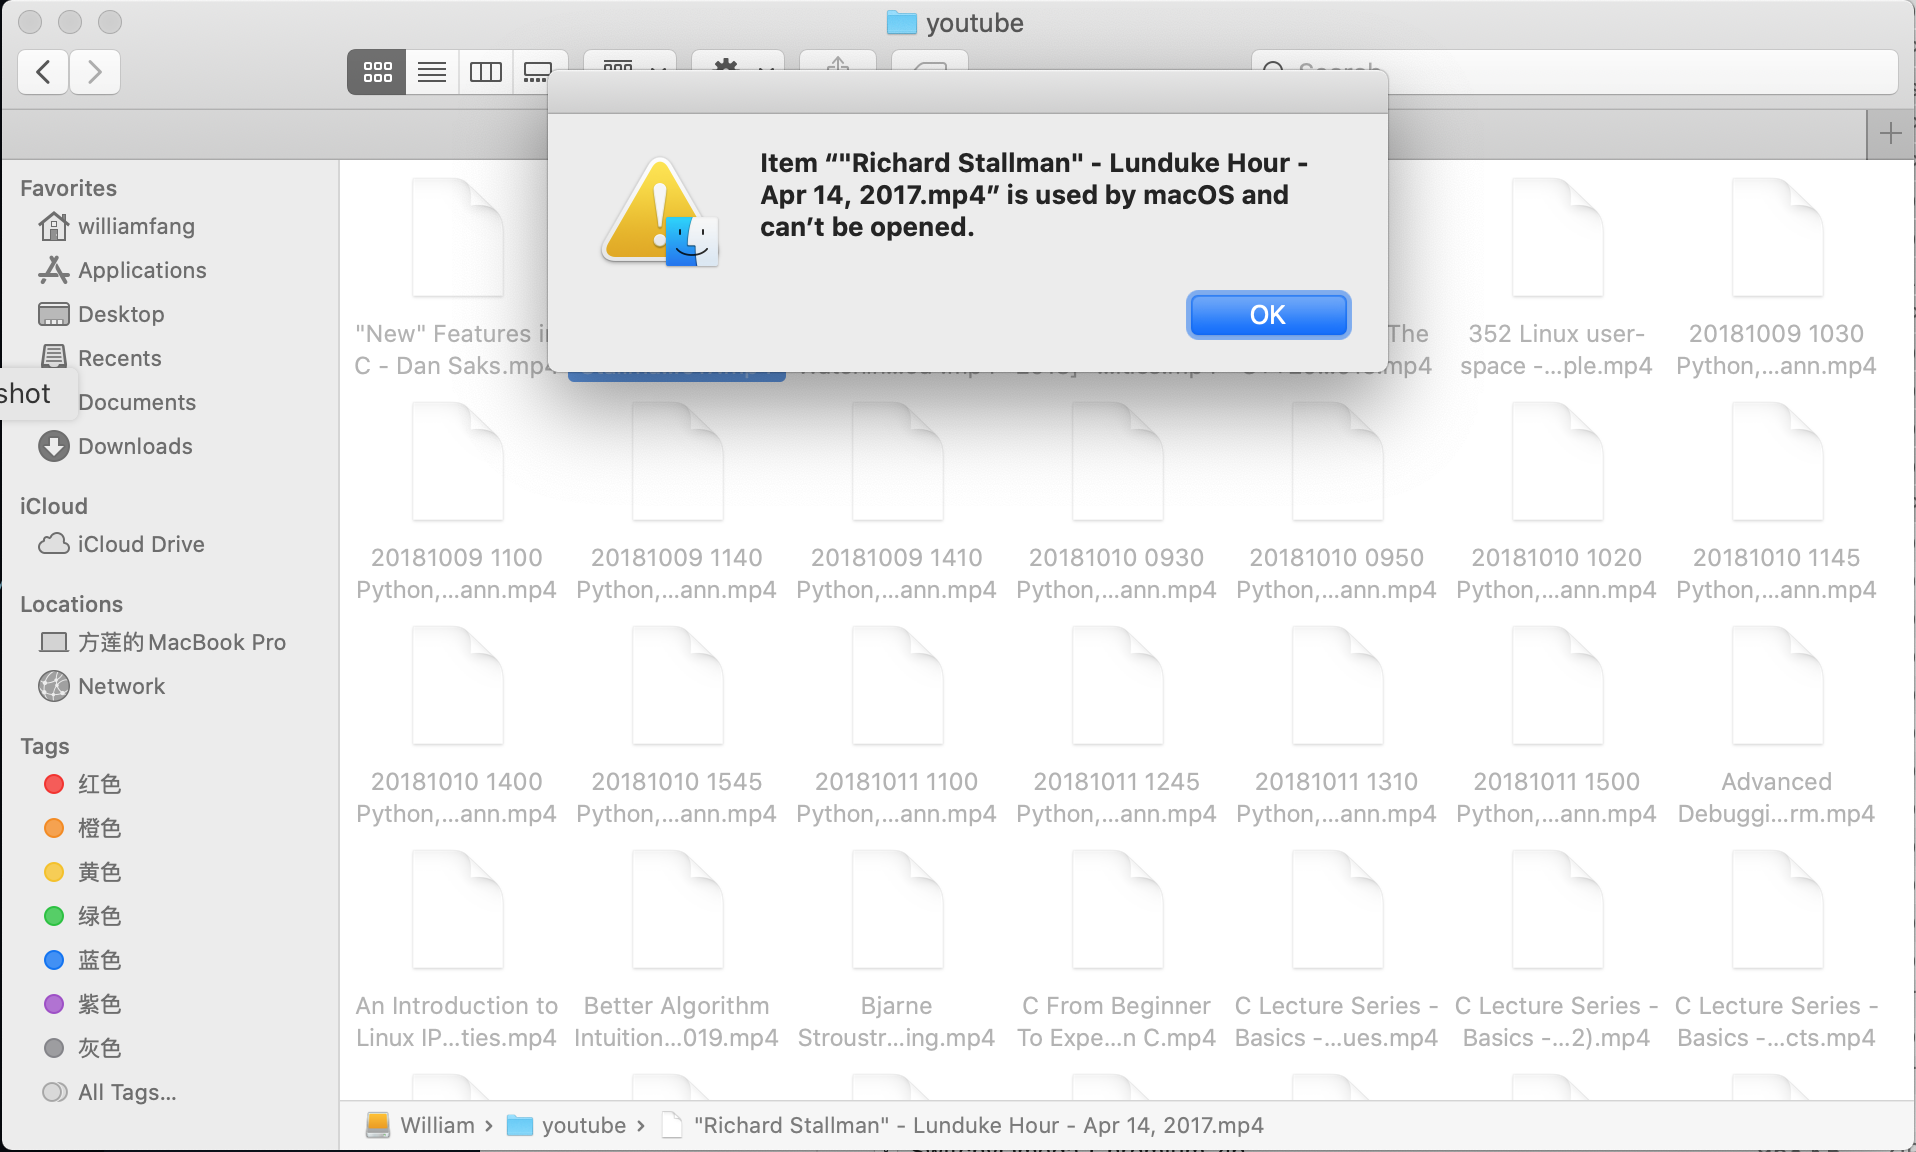 youtube
Search
Item “"Richard Stallman" - Lunduke Hour -
Apr 14, 2017.mp4” is used by macOS and
can’t be opened.
OK
Favorites
williamfang
Applications
Desktop
Recents
shot
Documents
Downloads
iCloud
iCloud Drive
Locations
方莲的MacBook Pro
Network
Tags
红色
橙色
黄色
绿色
蓝色
紫色
灰色
All Tags...
"New" Features in
C - Dan Saks.mp4
The
mp4
352 Linux user-
space -...ple.mp4
20181009 1030
Python,...ann.mp4
20181009 1100
Python,...ann.mp4
20181009 1140
Python,...ann.mp4
20181009 1410
Python,...ann.mp4
20181010 0930
Python,...ann.mp4
20181010 0950
Python,...ann.mp4
20181010 1020
Python,...ann.mp4
20181010 1145
Python,...ann.mp4
20181010 1400
Python,...ann.mp4
20181010 1545
Python,...ann.mp4
20181011 1100
Python,...ann.mp4
20181011 1245
Python,...ann.mp4
20181011 1310
Python,...ann.mp4
20181011 1500
Python,...ann.mp4
Advanced
Debuggi...rm.mp4
An Introduction to
Linux IP...ties.mp4
Better Algorithm
Intuition...019.mp4
Bjarne
Stroustr...ing.mp4
C From Beginner
To Expe...n C.mp4
C Lecture Series -
Basics -...ues.mp4
C Lecture Series -
Basics -...2).mp4
C Lecture Series -
Basics -...cts.mp4
William › youtube › "Richard Stallman" - Lunduke Hour - Apr 14, 2017.mp4